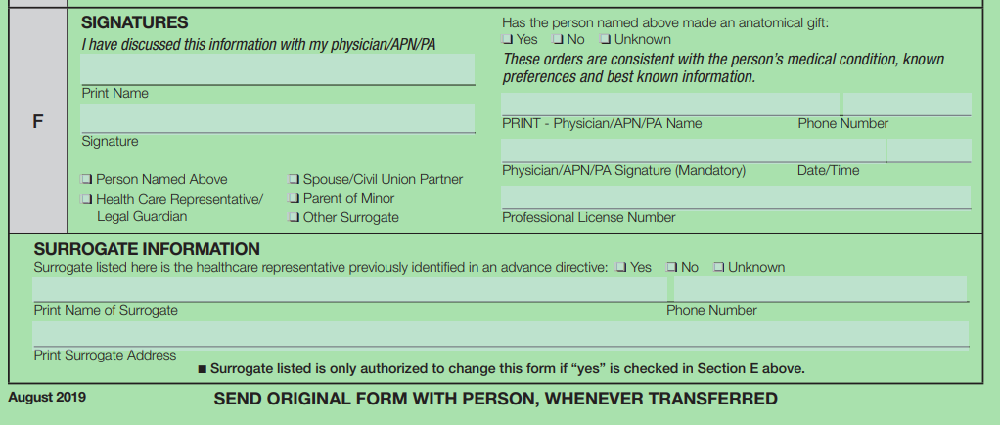 F
SIGNATURES
I have discussed this information with my physician/APN/PA
Print Name
Signature
❑ Person Named Above
❑ Health Care Representative/
Legal Guardian
❑ Spouse/Civil Union Partner
❑ Parent of Minor
❑ Other Surrogate
Has the person named above made an anatomical gift:
❑ Yes ❑ No ❑ Unknown
These orders are consistent with the person's medical condition, known
preferences and best known information.
PRINT - Physician/APN/PA Name Phone Number
Physician/APN/PA Signature (Mandatory) Date/Time
Professional License Number
SURROGATE INFORMATION
Surrogate listed here is the healthcare representative previously identified in an advance directive: ❑ Yes ❑ No ❑ Unknown
Print Name of Surrogate Phone Number
Print Surrogate Address
■ Surrogate listed is only authorized to change this form if “yes” is checked in Section E above.
August 2019 SEND ORIGINAL FORM WITH PERSON, WHENEVER TRANSFERRED